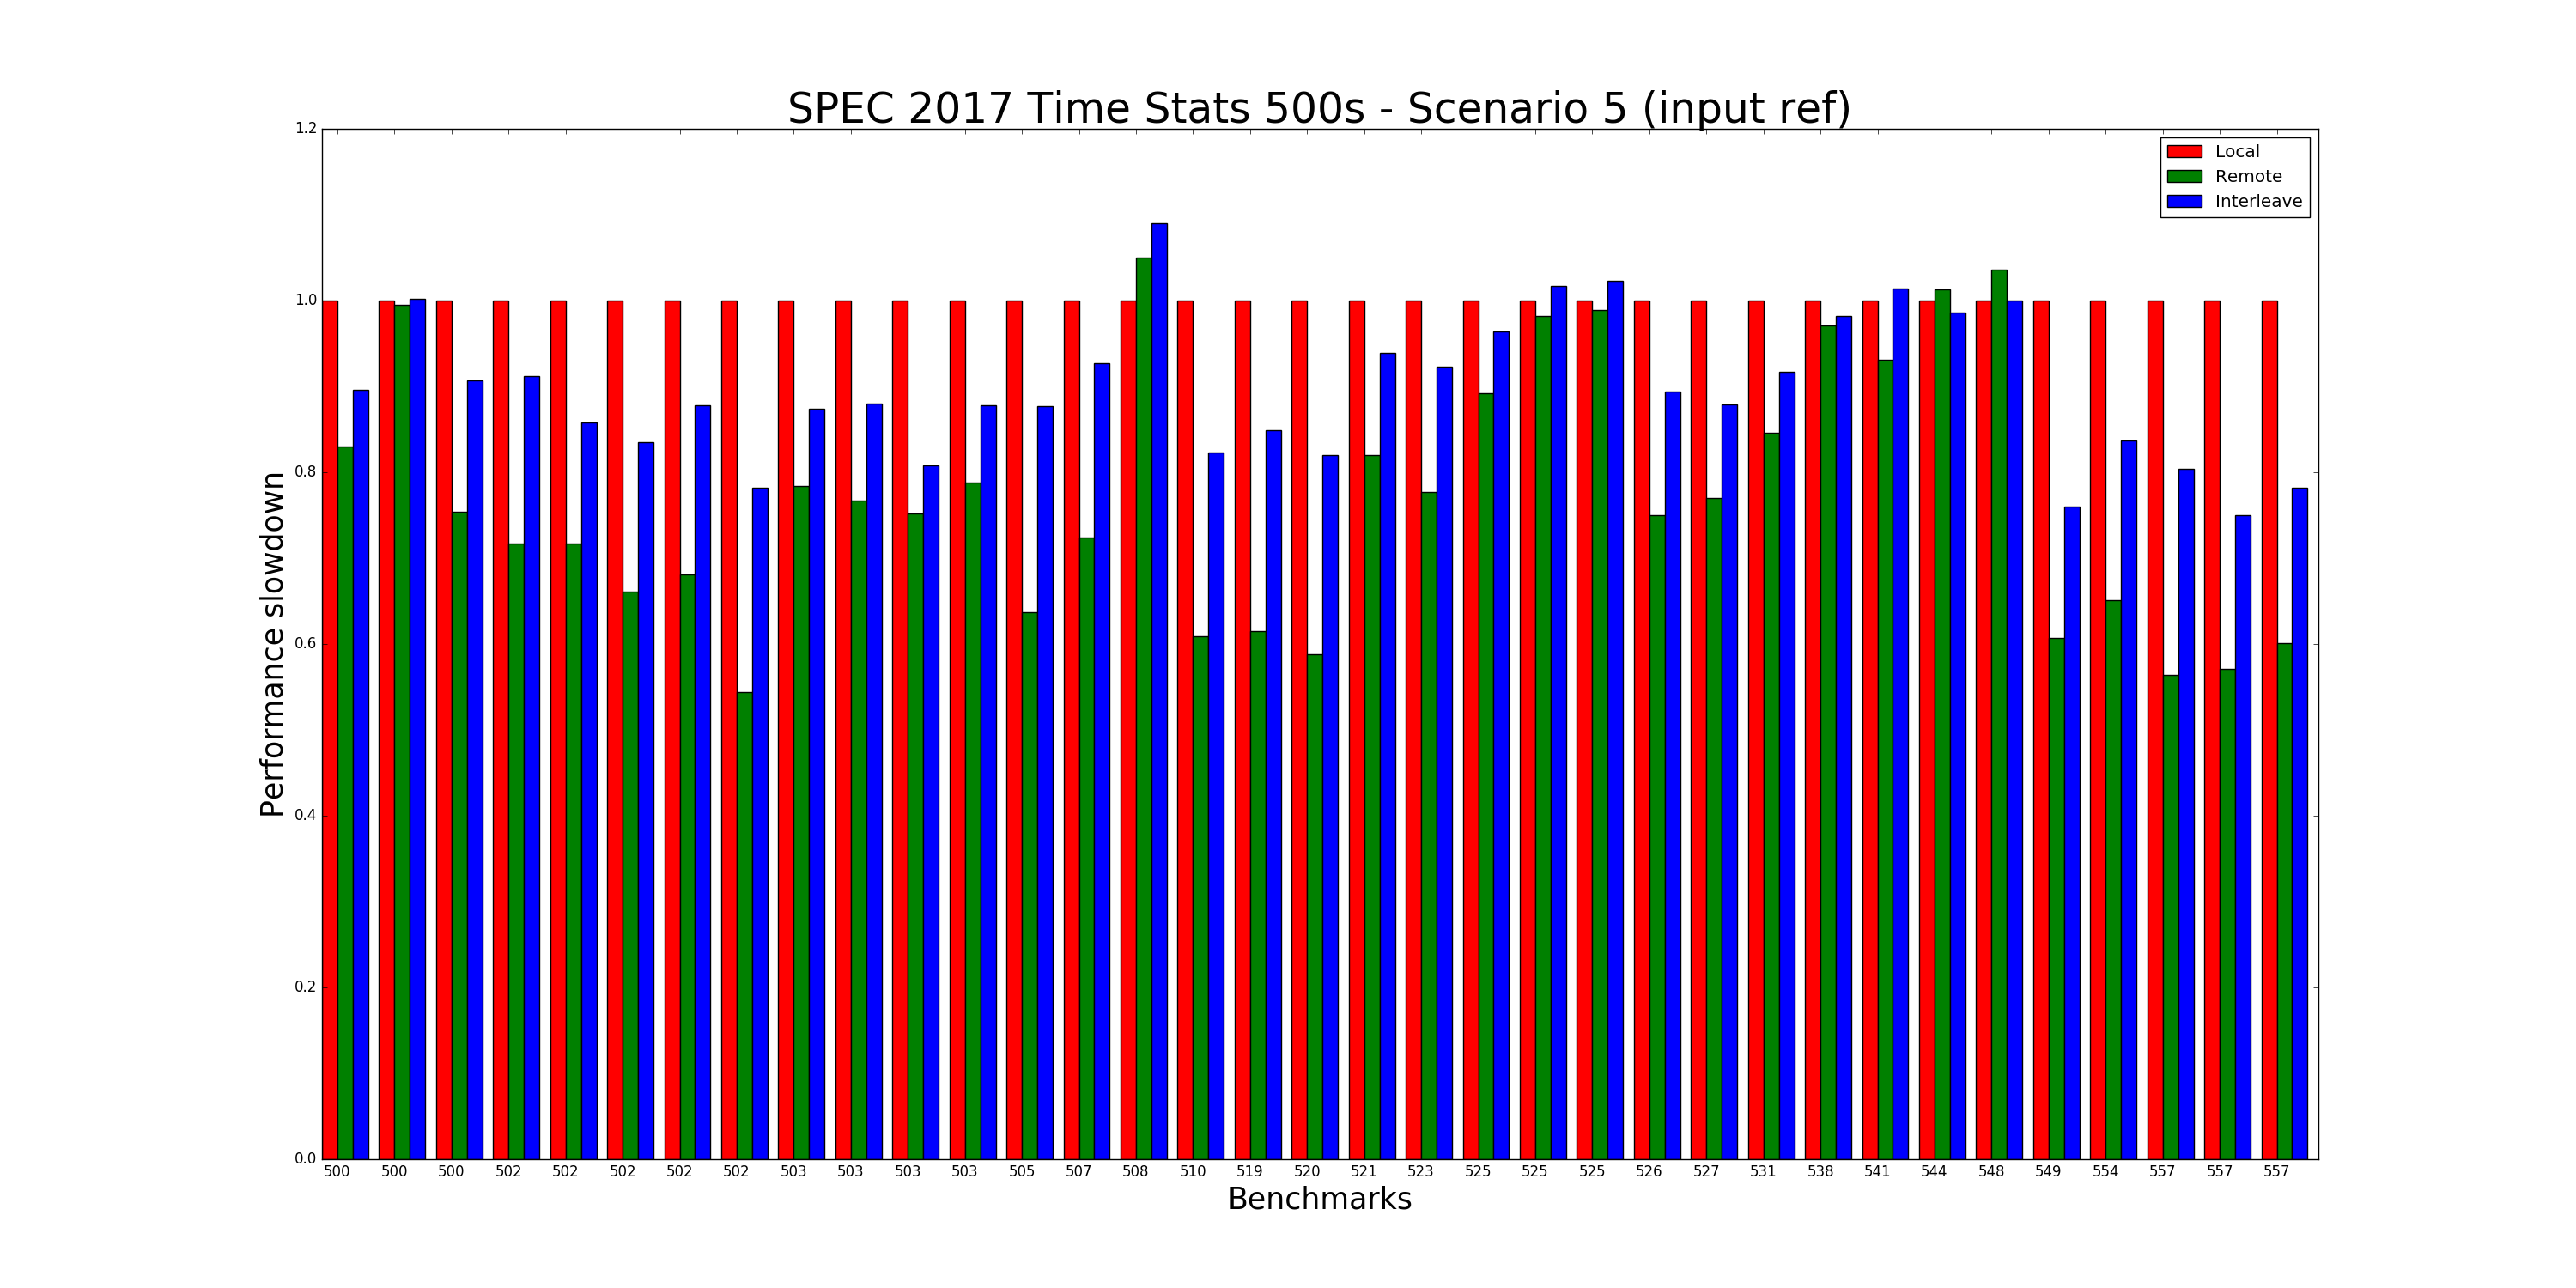 SPEC 2017 Time Stats 500s - Scenario 5 (input ref)
1.2
1.0
0.8
0.6
0.4
0.2
0.0
Performance slowdown
Local
Remote
Interleave
500 500 500 502 502 502 502 502 503 503 503 503 505 507 508 510 519 520 521 523 525 525 525 526 527 531 538 541 544 548 549 554 557 557 557
Benchmarks